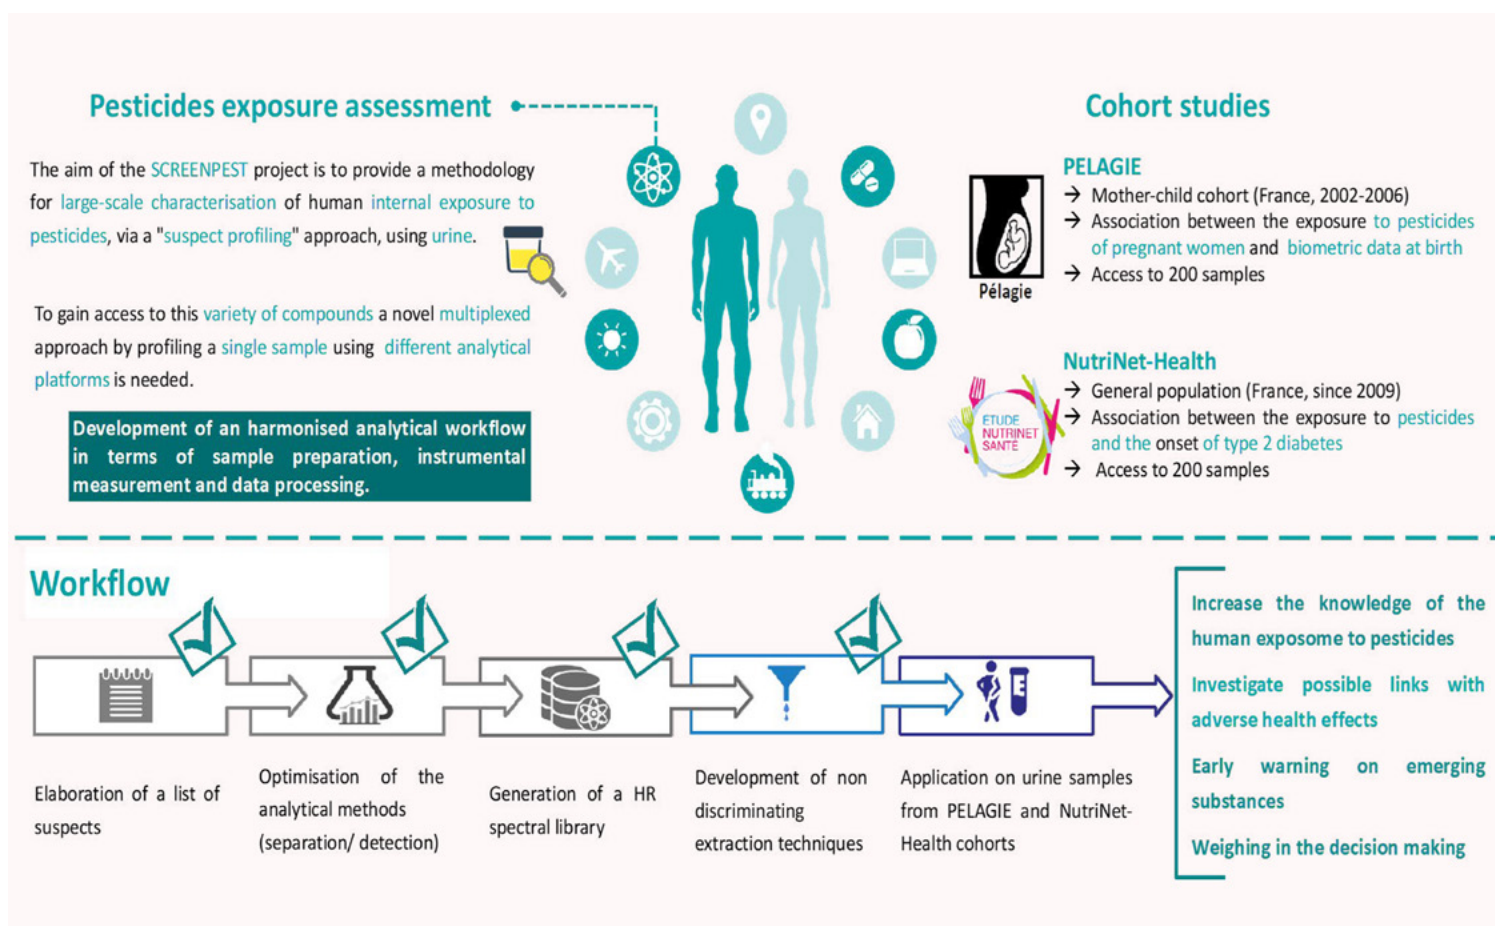 Pesticides exposure assessment
The aim of the SCREENPEST project is to provide a methodology
for large-scale characterisation of human internal exposure to
pesticides, via a "suspect profiling" approach, using urine.
To gain access to this variety of compounds a novel multiplexed
approach by profiling a single sample using different analytical
platforms is needed.
Development of an harmonised analytical workflow
in terms of sample preparation, instrumental
measurement and data processing.
Cohort studies
PELAGIE
→ Mother-child cohort (France, 2002-2006)
→ Association between the exposure to pesticides
of pregnant women and biometric data at birth
→ Access to 200 samples
Pélagie
NutriNet-Health
→ General population (France, since 2009)
→ Association between the exposure to pesticides
and the onset of type 2 diabetes
→ Access to 200 samples
ETUDE
NUTRINET
SANTÉ
Workflow
Elaboration of a list of
suspects
Optimisation of the
analytical methods
(separation/ detection)
Generation of a HR
spectral library
Development of non
discriminating
extraction techniques
E
Application on urine samples
from PELAGIE and NutriNet-
Health cohorts
Increase the knowledge of the
human exposome to pesticides
Investigate possible links with
adverse health effects
Early warning on emerging
substances
Weighing in the decision making